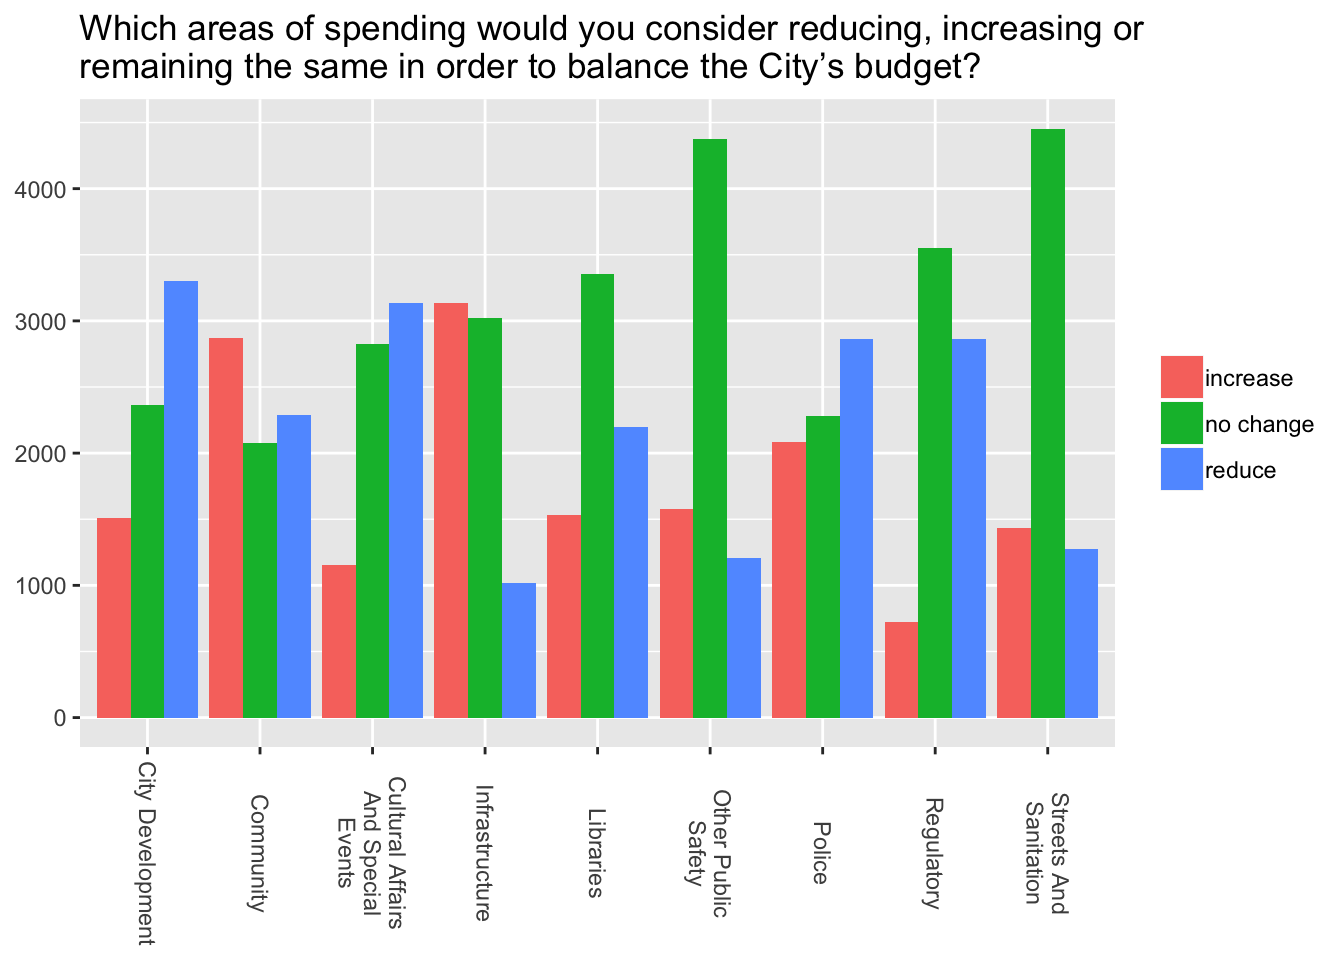 Which areas of spending would you consider reducing, increasing or
remaining the same in order to balance the City’s budget?
4000
3000
2000
1000
0
increase
no change
reduce
City Development
Community
Cultural Affairs
And Special
Events
Infrastructure
Libraries
Other Public
Safety
Police
Regulatory
Streets And
Sanitation